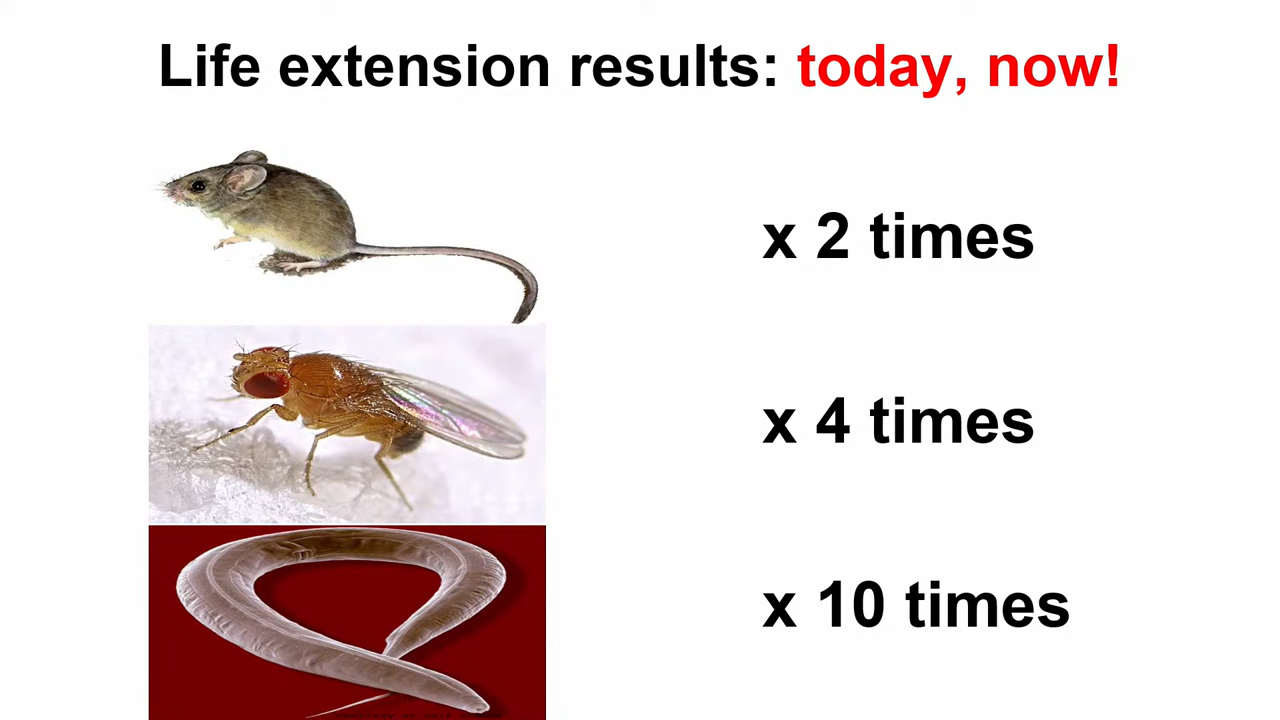 Life extension results: today, now!
x 2 times
x 4 times
x 10 times